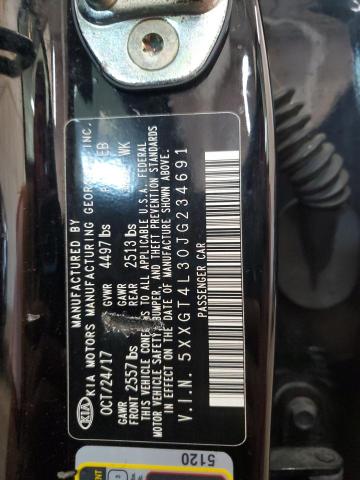 MANUFACTURED BY
KIA KIA MOTORS MANUFACTURING GEORGIA, INC.
OCT/24/17 GVWR 4497 lbs
GAWR FRONT 2557 lbs GAWR REAR 2513 lbs WK
THIS VEHICLE CONFORMS TO ALL APPLICABLE U.S. FEDERAL
MOTOR VEHICLE SAFETY, BUMPER, AND THEFT PREVENTION STANDARDS
IN EFFECT ON THE DATE OF MANUFACTURE SHOWN ABOVE.
V.I.N. 5XXGT4L30JG234691
PASSENGER CAR
5120